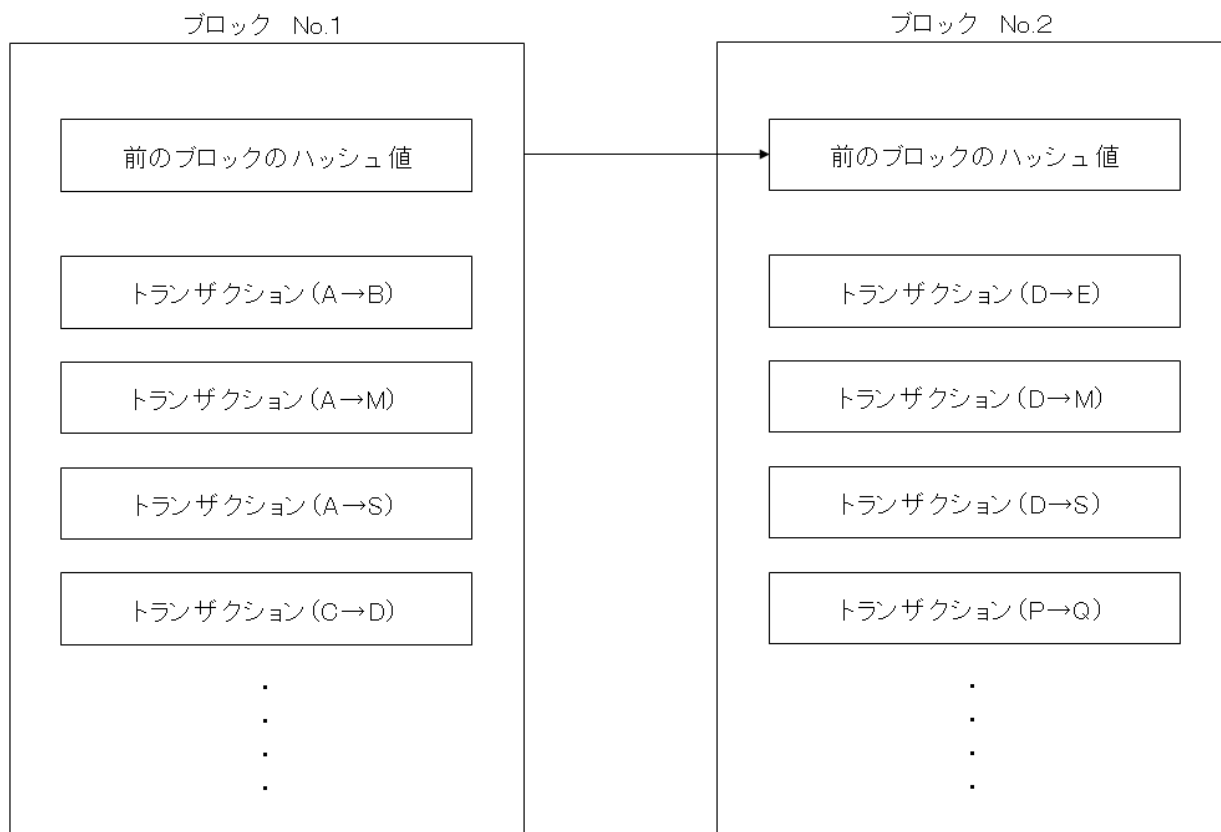 ブロック No.1
前のブロックのハッシュ値
トランザクション(A→B)
トランザクション(A→M)
トランザクション(A→S)
トランザクション(C→D)
・
・
・
・
ブロック No.2
前のブロックのハッシュ値
トランザクション(D→E)
トランザクション(D→M)
トランザクション(D→S)
トランザクション(P→Q)
・
・
・
・